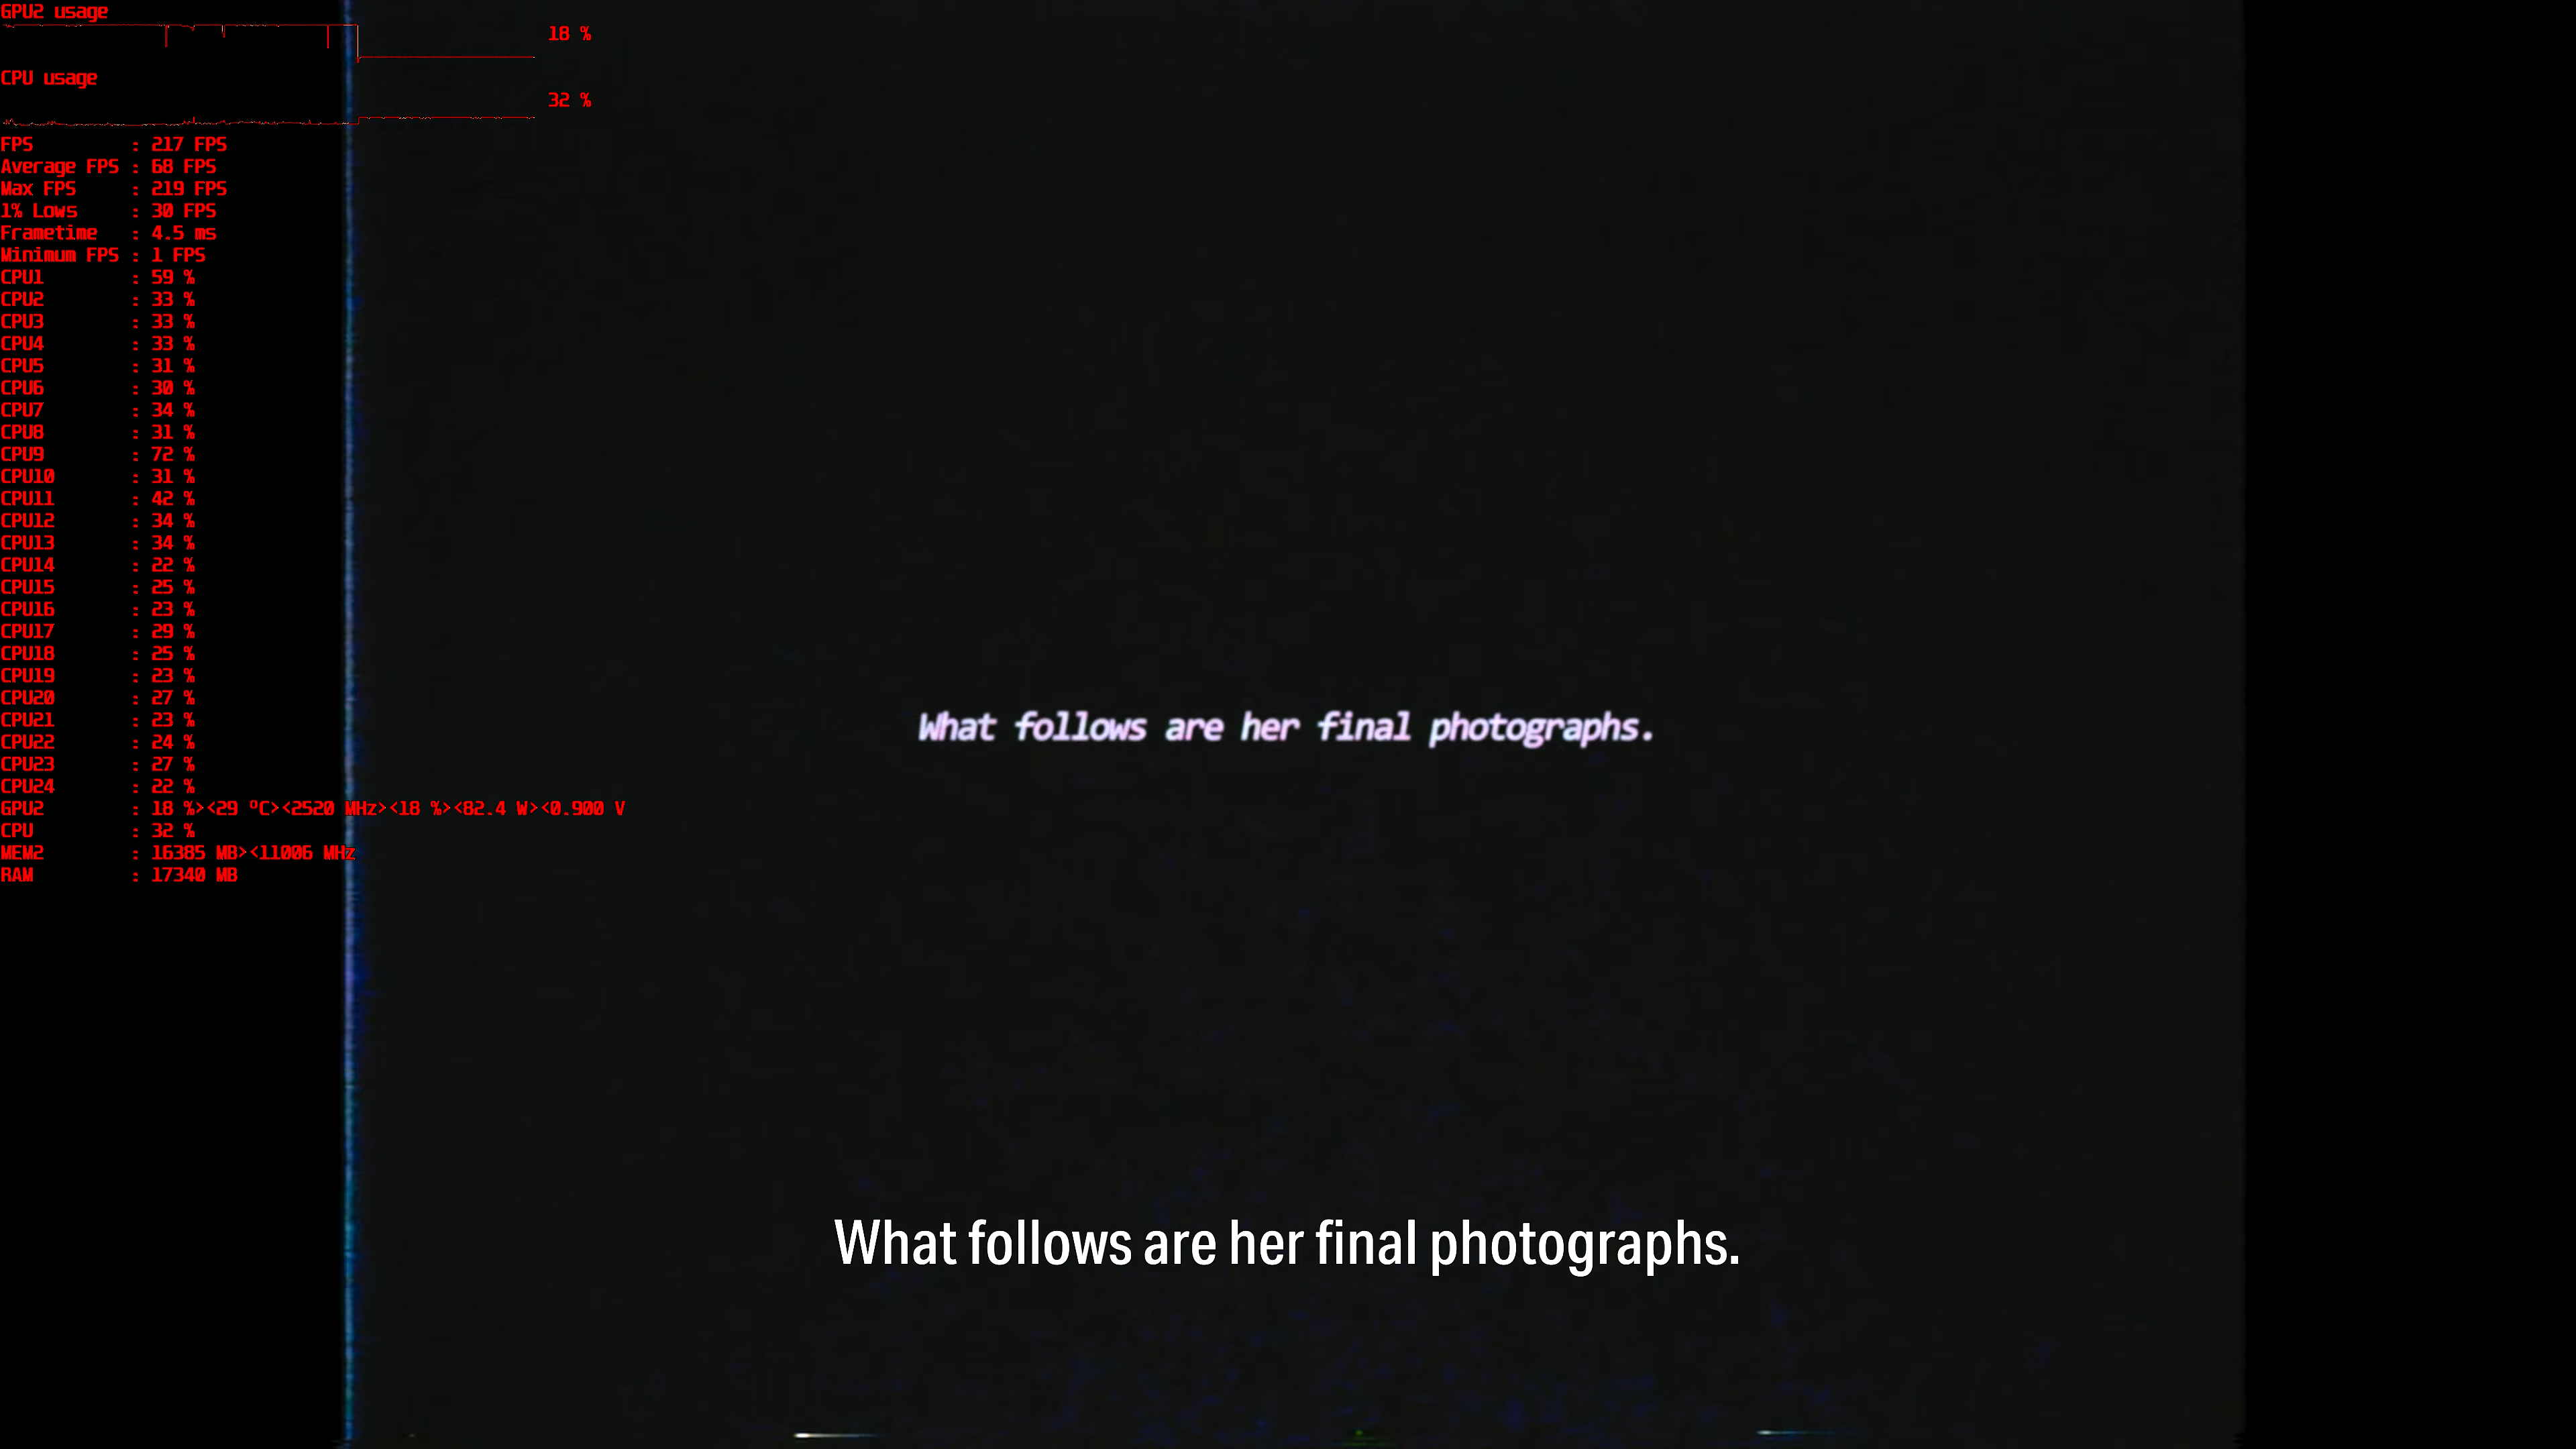 GPU2 usage
18 %
CPU usage
32 %
FPS : 217 FPS
Average FPS : 68 FPS
Max FPS : 219 FPS
1% Lows : 30 FPS
Frametime : 4.5 ms
Minimum FPS : 1 FPS
CPU1 : 59 %
CPU2 : 33 %
CPU3 : 33 %
CPU4 : 33 %
CPU5 : 31 %
CPU6 : 30 %
CPU7 : 34 %
CPU8 : 31 %
CPU9 : 72 %
CPU10 : 31 %
CPU11 : 42 %
CPU12 : 34 %
CPU13 : 34 %
CPU14 : 22 %
CPU15 : 25 %
CPU16 : 23 %
CPU17 : 29 %
CPU18 : 25 %
CPU19 : 23 %
CPU20 : 27 %
CPU21 : 23 %
CPU22 : 24 %
CPU23 : 27 %
CPU24 : 22 %
GPU2 : 18 %><29 ºC><2520 MHz><18 %><82.4 W><0.900 V
CPU : 32 %
MEM2 : 16385 MB><11006 MHz
RAM : 17340 MB
What follows are her final photographs.
What follows are her final photographs.